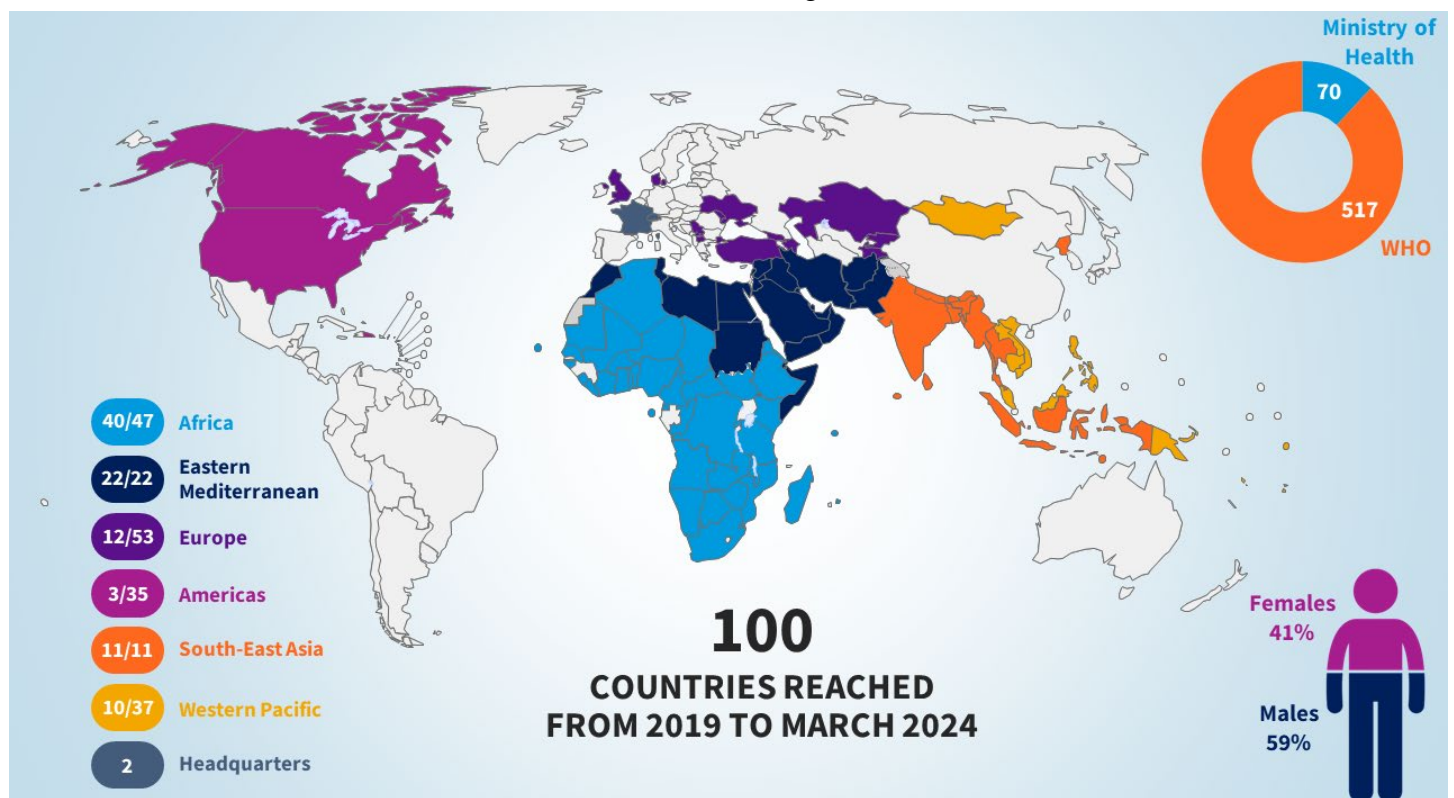 Ministry of
Health
70
517
WHO
40/47 Africa
22/22 Eastern
Mediterranean
12/53 Europe
3/35 Americas
11/11 South-East Asia
10/37 Western Pacific
2 Headquarters
100
COUNTRIES REACHED
FROM 2019 TO MARCH 2024
Females
41%
Males
59%